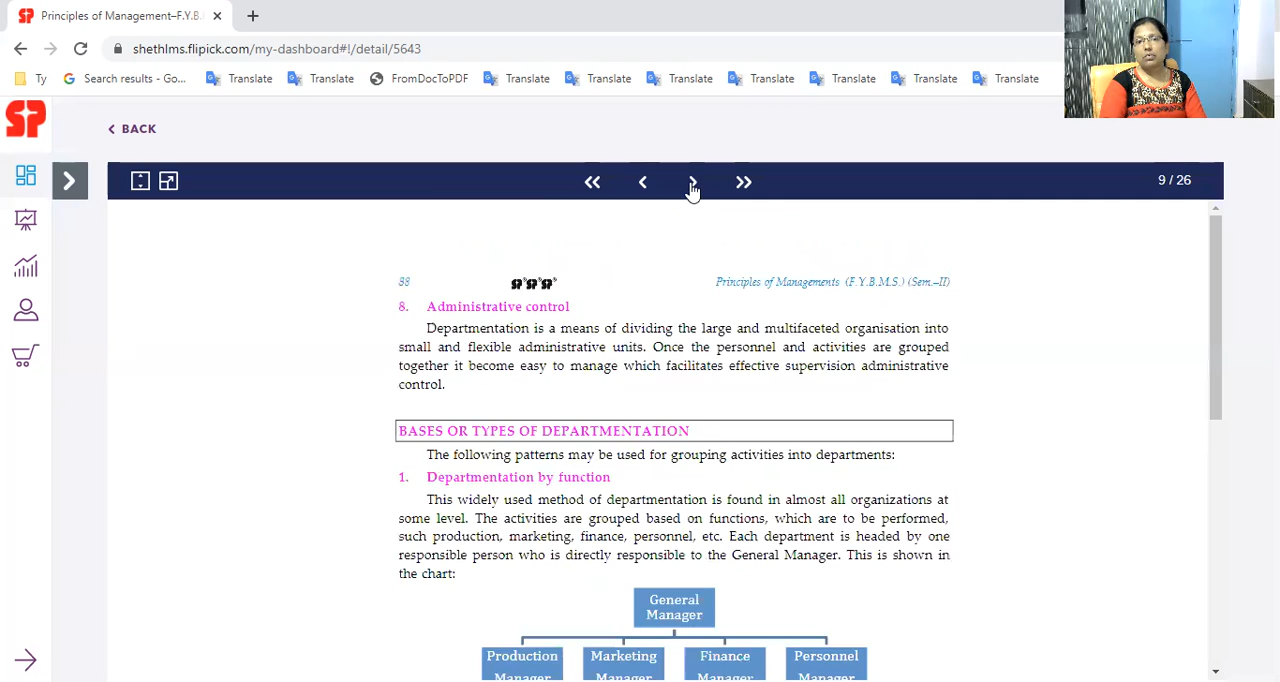 Principles of Management–F.Y.B.
shethlms.flipick.com/my-dashboard#!/detail/5643
Ty
Search results - Go...
Translate
Translate
FromDocToPDF
Translate
Translate
Translate
Translate
Translate
Translate
Translate
SP
BACK
9 / 26
88
Principles of Managements (F.Y.B.M.S.) (Sem.–II)
8. Administrative control
Departmentation is a means of dividing the large and multifaceted organisation into
small and flexible administrative units. Once the personnel and activities are grouped
together it become easy to manage which facilitates effective supervision administrative
control.
BASES OR TYPES OF DEPARTMENTATION
The following patterns may be used for grouping activities into departments:
1. Departmentation by function
This widely used method of departmentation is found in almost all organizations at
some level. The activities are grouped based on functions, which are to be performed,
such production, marketing, finance, personnel, etc. Each department is headed by one
responsible person who is directly responsible to the General Manager. This is shown in
the chart:
General
Manager
Production
Manager
Marketing
Manager
Finance
Manager
Personnel
Manager